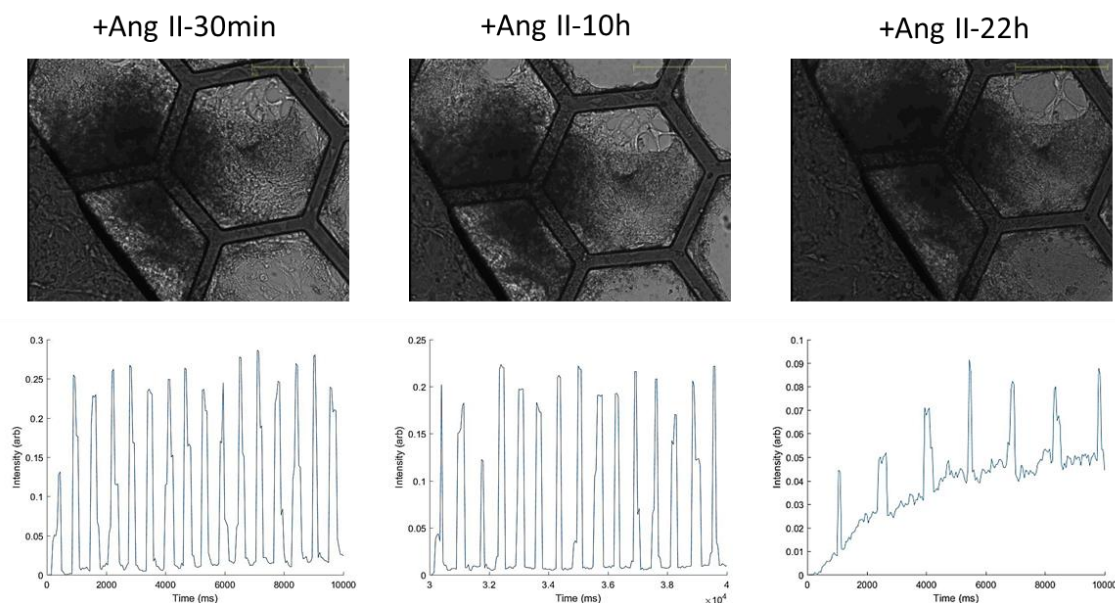 +Ang II-30min
+Ang II-10h
+Ang II-22h
0.3
0.25
0.2
0.15
0.1
0.05
0
Intensity (arb)
0 2000 4000 6000 8000 10000
Time (ms)
0.25
0.2
0.15
0.1
0.05
0
Intensity (arb)
3 3.2 3.4 3.6 3.8 4
×10⁴
Time (ms)
0.1
0.09
0.08
0.07
0.06
0.05
0.04
0.03
0.02
0.01
0
Intensity (arb)
0 2000 4000 6000 8000 10000
Time (ms)